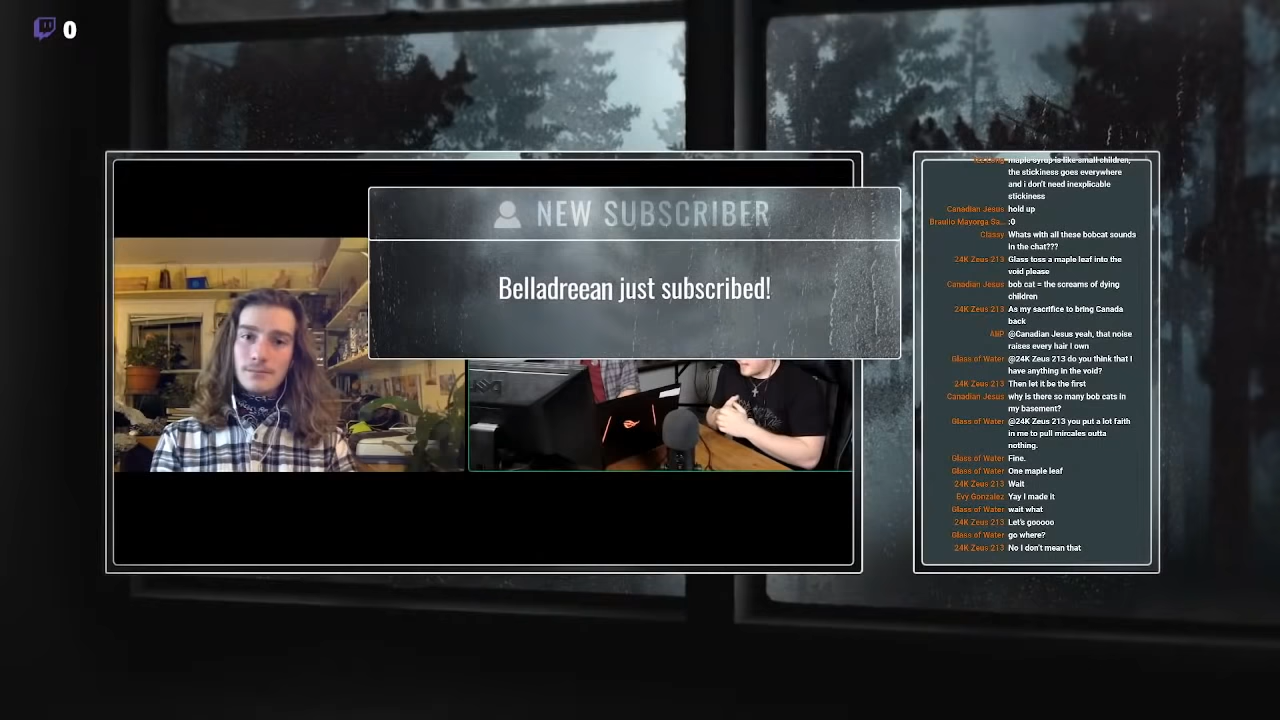 0
NEW SUBSCRIBER
Belladreean just subscribed!
maple syrup is like small children,
the stickiness goes everywhere
and i don't need inexplicable
stickiness
Canadian Jesus hold up
Braulio Mayorga Sa... :0
Classy Whats with all these bobcat sounds
in the chat???
24K Zeus 213 Glass toss a maple leaf into the
void please
Canadian Jesus bob cat = the screams of dying
children
24K Zeus 213 As my sacrifice to bring Canada
back
AliP @Canadian Jesus yeah, that noise
raises every hair I own
Glass of Water @24K Zeus 213 do you think that I
have anything in the void?
24K Zeus 213 Then let it be the first
Canadian Jesus why is there so many bob cats in
my basement?
Glass of Water @24K Zeus 213 you put a lot faith
in me to pull mircales outta
nothing.
Glass of Water Fine.
Glass of Water One maple leaf
24K Zeus 213 Wait
Evy Gonzalez Yay I made it
Glass of Water wait what
24K Zeus 213 Let's gooooo
Glass of Water go where?
24K Zeus 213 No I don't mean that